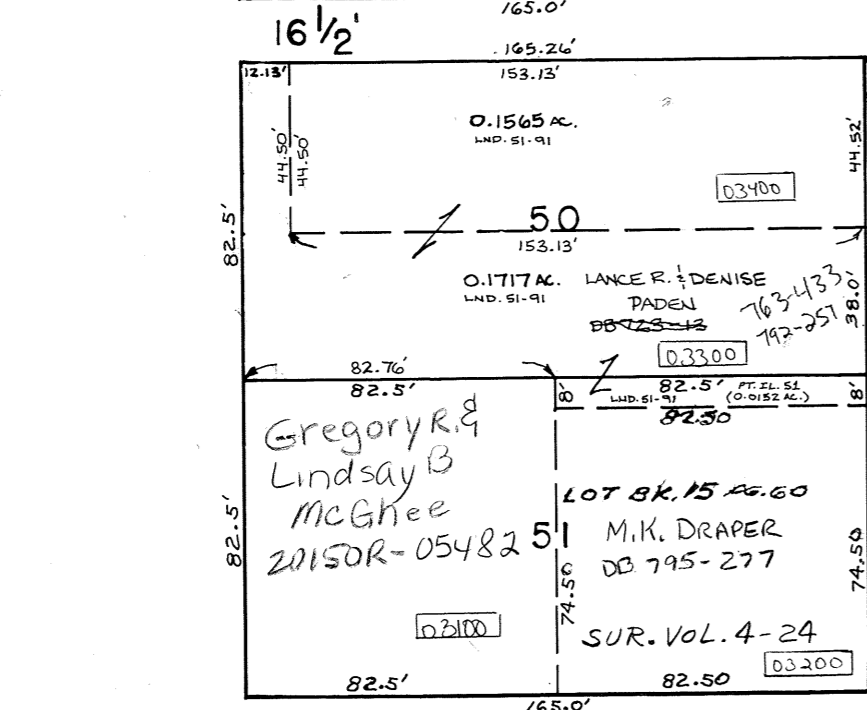 165.0'
16 1/2'
165.26'
12.13'
153.13'
0.1565 AC.
LND. 51-91
44.50'
44.50'
44.52'
03400
82.5'
50
153.13'
0.1717 AC.
LND. 51-91
LANCE R. & DENISE
PADEN
DB 723-13
763-433
792-257
38.0'
03300
82.76'
82.5'
8'
82.5'
PT. IL. 51
LND. 51-91
(0.0152 AC.)
8'
82.50
Gregory R. &
Lindsay B
McGhee
20150R-05482
51
LOT BK. 15 PG. 60
M.K. DRAPER
DB 795-277
82.5'
74.50
74.50
03100
SUR. VOL. 4-24
03200
82.5'
82.50
165.0'